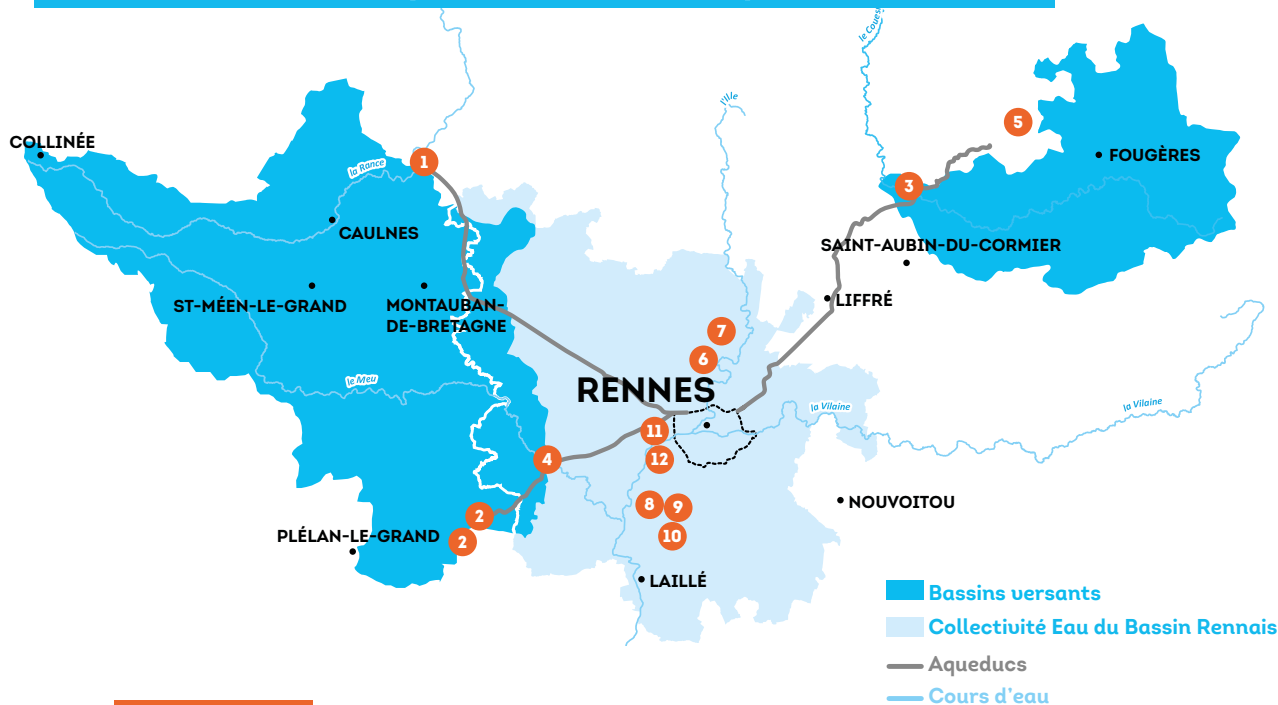 le Coues
l'Ille
5
COLLINÉE
FOUGÈRES
1
la Rance
3
CAULNES
SAINT-AUBIN-DU-CORMIER
ST-MÉEN-LE-GRAND
MONTAUBAN-
DE-BRETAGNE
LIFFRÉ
7
6
le Meu
RENNES
la Vilaine
la Vilaine
11
4
12
8
9
NOUVOITOU
2
PLÉLAN-LE-GRAND
2
10
LAILLÉ
Bassins versants
Collectivité Eau du Bassin Rennais
Aqueducs
Cours d'eau